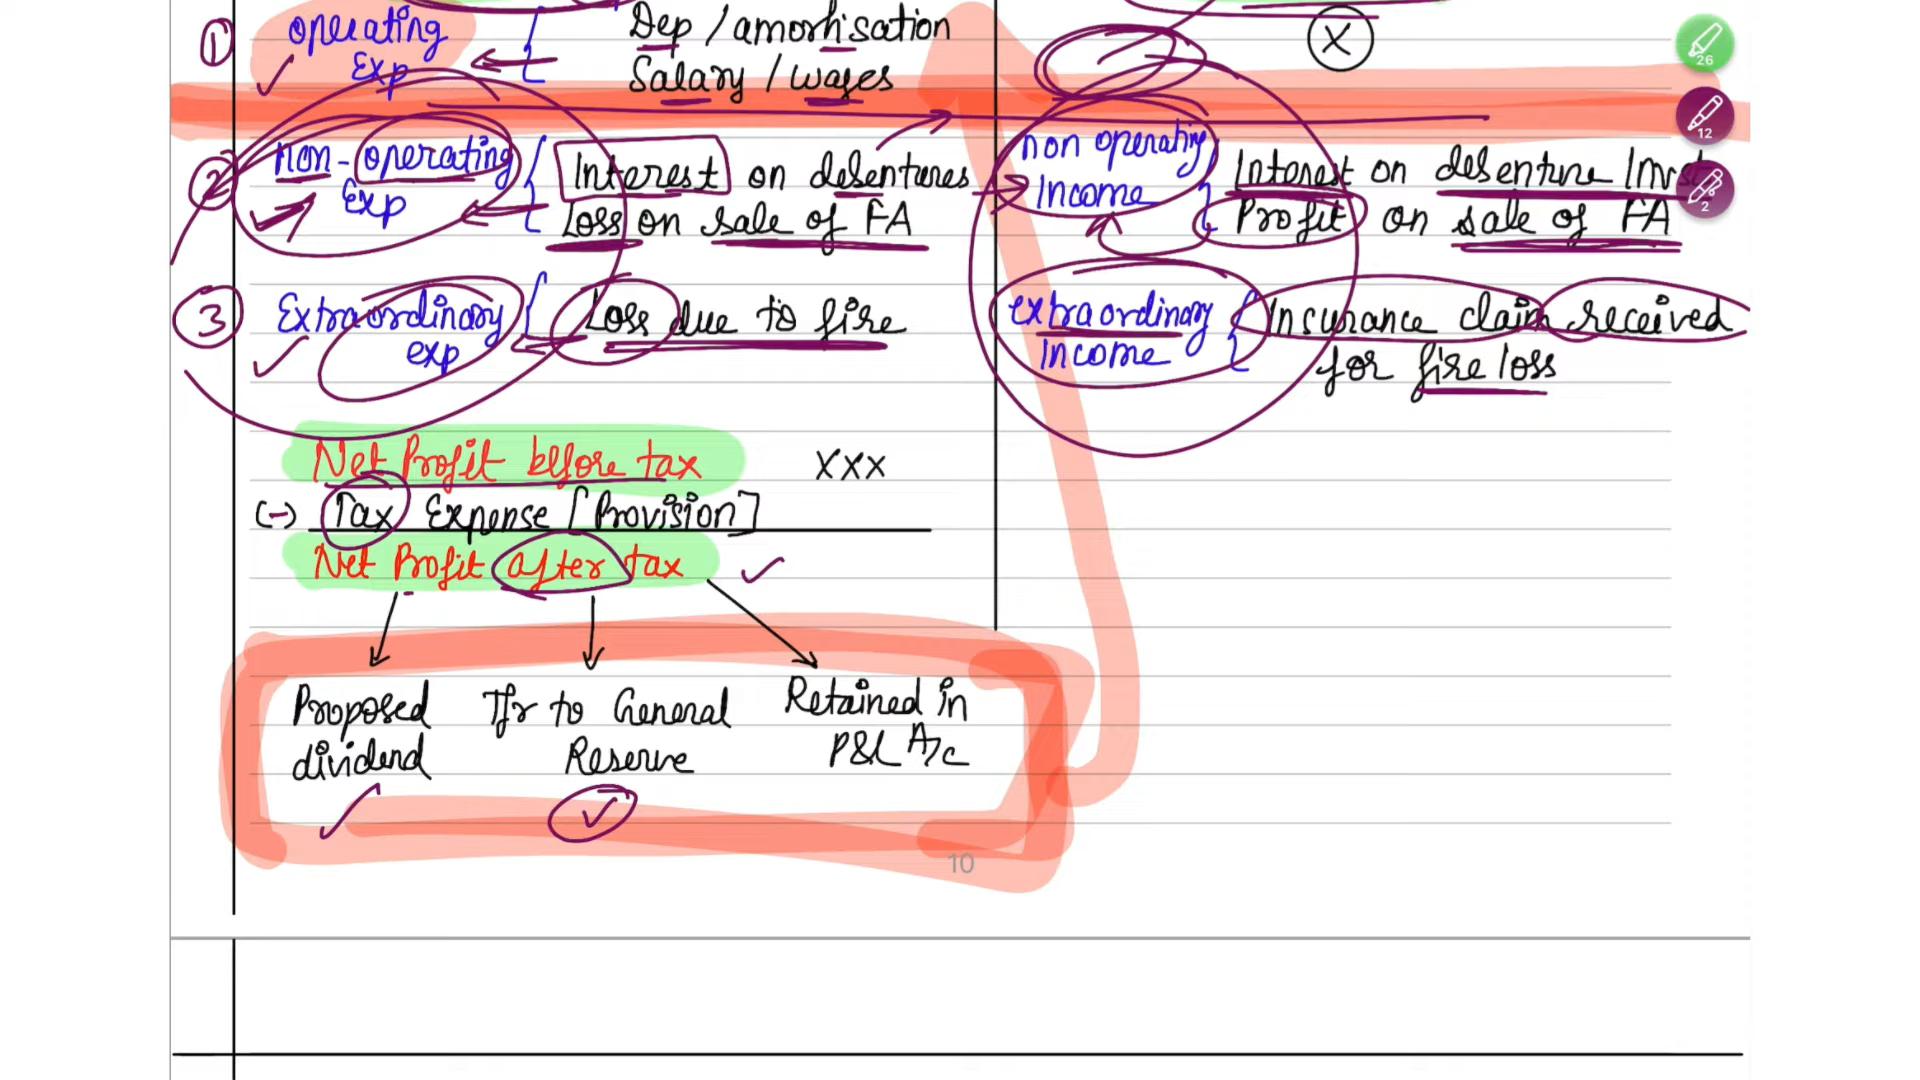 ① operating Exp Dep / amortisation X
Salary / Wages
② non-operating Exp Interest on debentures non operating Income Interest on debenture Invst
Loss on sale of FA Profit on sale of FA
③ Extraordinary exp Loss due to fire extraordinary Income Insurance claim received
for fire loss
Net Profit before tax XXX
(-) Tax Expense [Provision]
Net Profit after tax
Proposed dividend Tfr to General Reserve Retained in P&L A/c
10
26
12
2